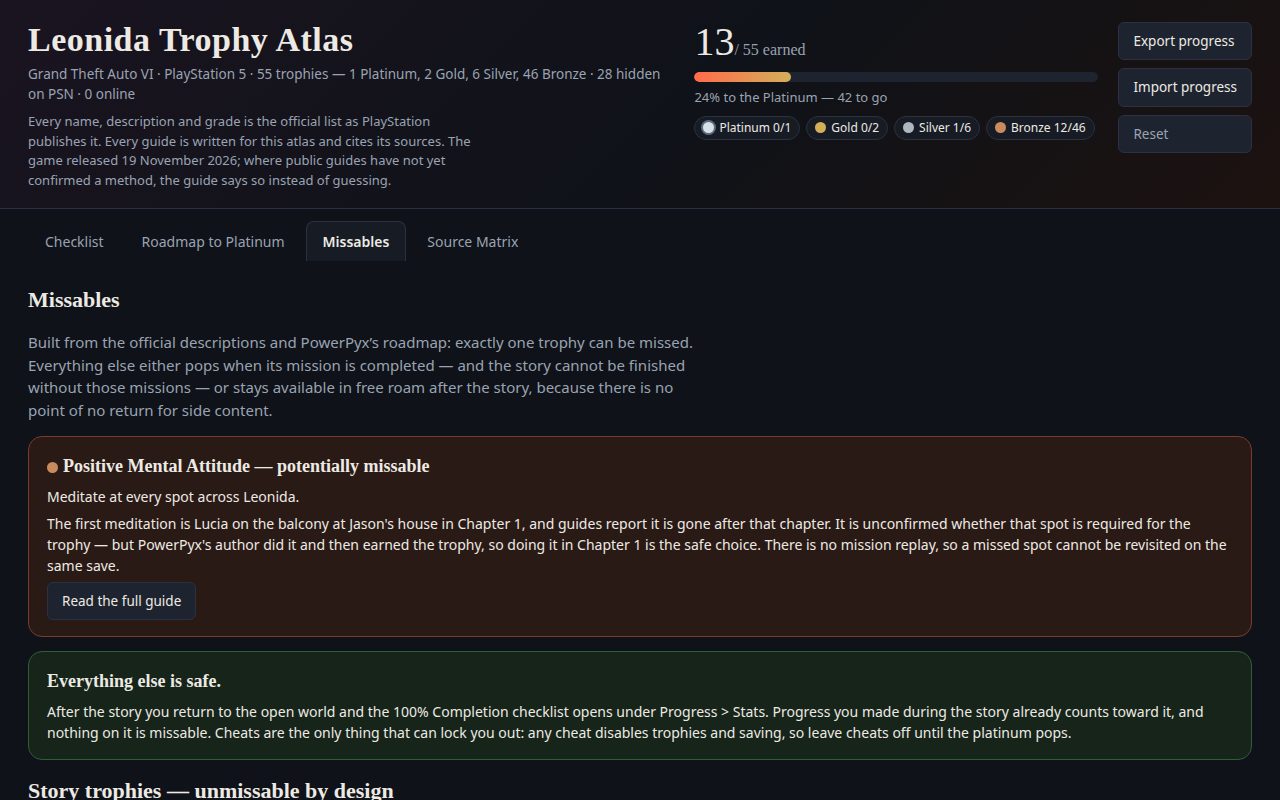 Leonida Trophy Atlas
Grand Theft Auto VI · PlayStation 5 · 55 trophies — 1 Platinum, 2 Gold, 6 Silver, 46 Bronze · 28 hidden
on PSN · 0 online
Every name, description and grade is the official list as PlayStation
publishes it. Every guide is written for this atlas and cites its sources. The
game released 19 November 2026; where public guides have not yet
confirmed a method, the guide says so instead of guessing.
13/ 55 earned
24% to the Platinum — 42 to go
Platinum 0/1 Gold 0/2 Silver 1/6 Bronze 12/46
Export progress
Import progress
Reset
Checklist Roadmap to Platinum Missables Source Matrix
Missables
Built from the official descriptions and PowerPyx’s roadmap: exactly one trophy can be missed.
Everything else either pops when its mission is completed — and the story cannot be finished
without those missions — or stays available in free roam after the story, because there is no
point of no return for side content.
Positive Mental Attitude — potentially missable
Meditate at every spot across Leonida.
The first meditation is Lucia on the balcony at Jason's house in Chapter 1, and guides report it is gone after that chapter. It is unconfirmed whether that spot is required for the
trophy — but PowerPyx's author did it and then earned the trophy, so doing it in Chapter 1 is the safe choice. There is no mission replay, so a missed spot cannot be revisited on the
same save.
Read the full guide
Everything else is safe.
After the story you return to the open world and the 100% Completion checklist opens under Progress > Stats. Progress you made during the story already counts toward it, and
nothing on it is missable. Cheats are the only thing that can lock you out: any cheat disables trophies and saving, so leave cheats off until the platinum pops.
Story trophies — unmissable by design